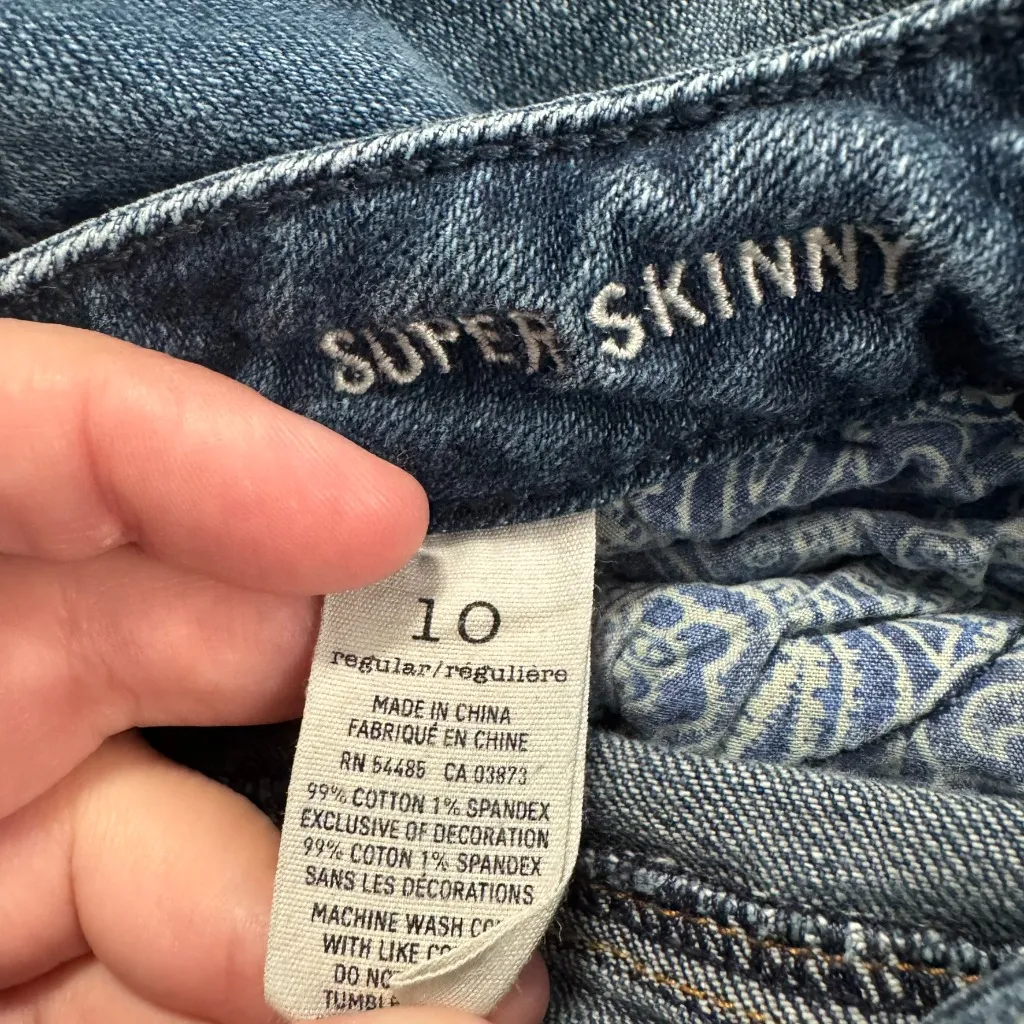 SUPER SKINNY
10
regular/régulière
MADE IN CHINA
FABRIQUÉ EN CHINE
RN 54485 CA 03873
99% COTTON 1% SPANDEX
EXCLUSIVE OF DECORATION
99% COTON 1% SPANDEX
SANS LES DÉCORATIONS
MACHINE WASH
WITH LIKE
DO